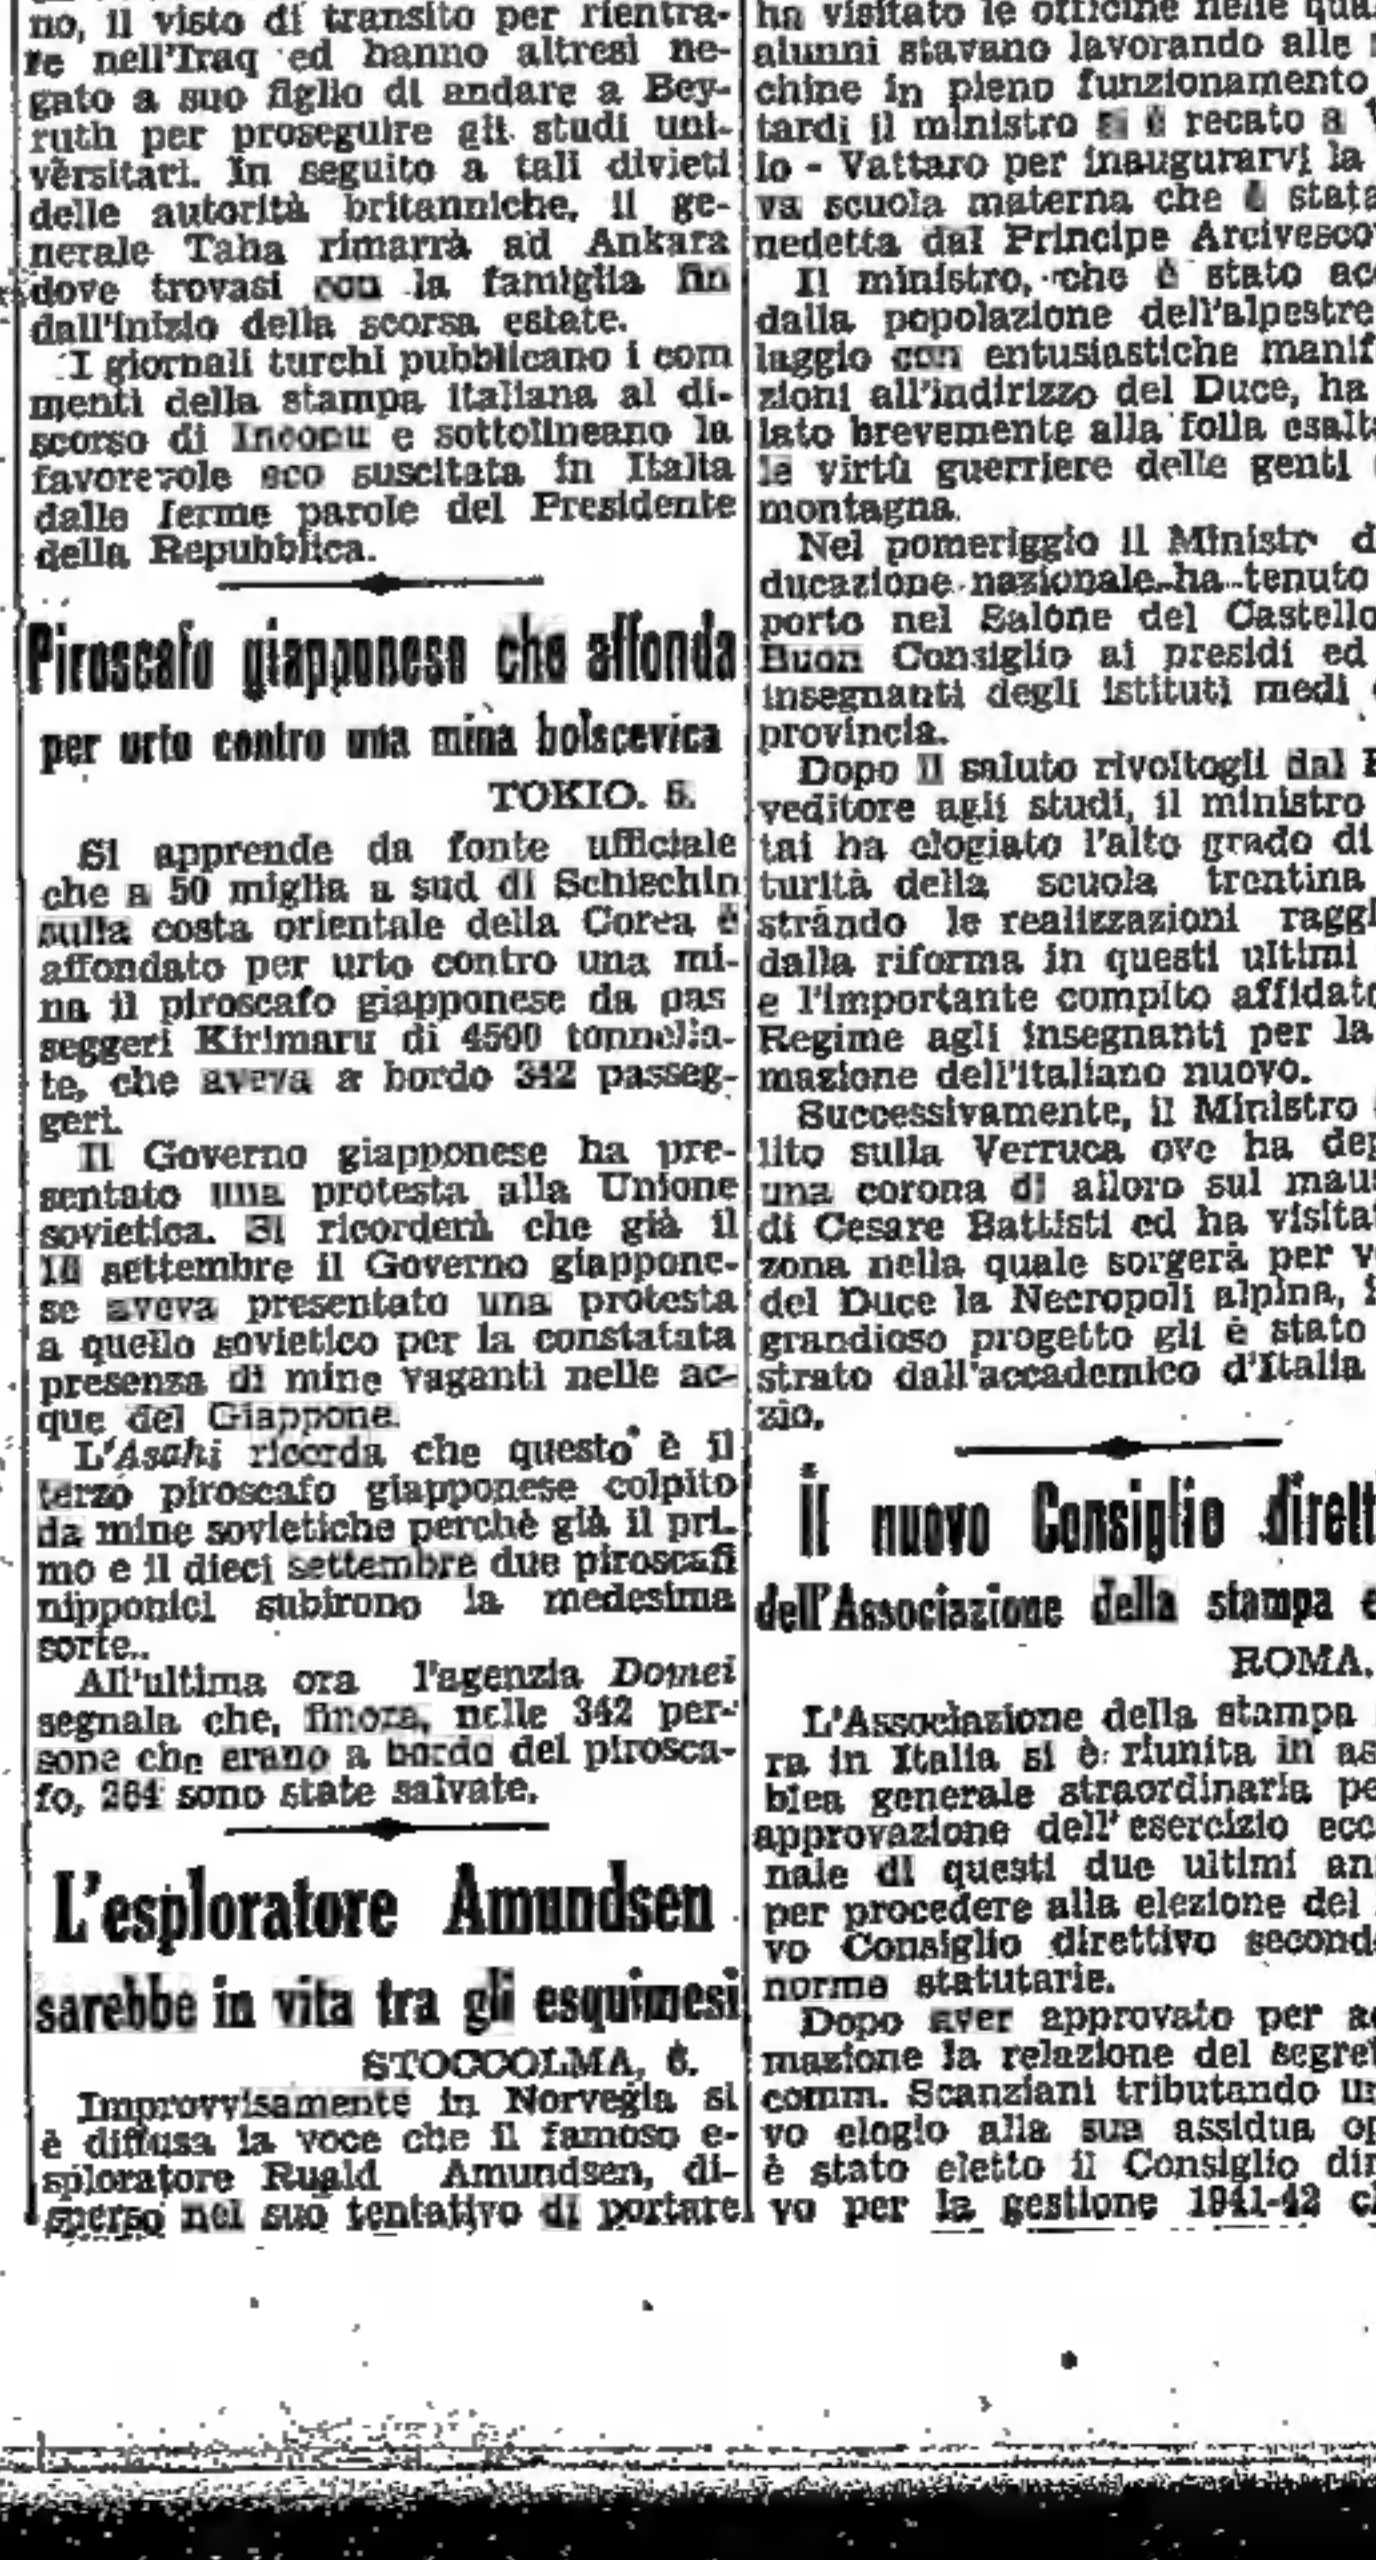 no, il visto di transito per rientra-
re nell'Iraq ed hanno altresì ne-
gato a suo figlio di andare a Bey-
ruth per proseguire gli studi uni-
versitari. In seguito a tali divieti
delle autorità britanniche, il ge-
nerale Taha rimarrà ad Ankara
dove trovasi con la famiglia fin
dall'inizio della scorsa estate.
I giornali turchi pubblicano i com
menti della stampa italiana al di-
scorso di Ineonu e sottolineano la
favorevole eco suscitata in Italia
dalle ferme parole del Presidente
della Repubblica.
Piroscafo giapponese che affonda
per urto contro una mina bolscevica
TOKIO. 6.
Si apprende da fonte ufficiale
che a 50 miglia a sud di Schischin
sulla costa orientale della Corea è
affondato per urto contro una mi-
na il piroscafo giapponese da pas
seggeri Kirimaru di 4500 tonnella-
te, che aveva a bordo 342 passeg-
geri.
Il Governo giapponese ha pre-
sentato una protesta alla Unione
sovietica. Si ricorderà che già il
settembre il Governo giappone-
se aveva presentato una protesta
a quello sovietico per la constatata
presenza di mine vaganti nelle ac-
que del Giappone.
L'Asahi ricorda che questo è il
terzo piroscafo giapponese colpito
da mine sovietiche perchè già il pri-
mo e il dieci settembre due piroscafi
nipponici subirono la medesima
sorte..
All'ultima ora l'agenzia Domei
segnala che, finora, nelle 342 per-
sone che erano a bordo del pirosca-
fo, 264 sono state salvate.
L'esploratore Amundsen
sarebbe in vita tra gli esquimesi
STOCCOLMA, 6.
Improvvisamente in Norvegia si
è diffusa la voce che il famoso e-
sploratore Ruald Amundsen, di-
sperso nel suo tentativo di portare
ha visitato le officine nelle
alunni stavano lavorando alle
chine in pieno funzionamento
tardi il ministro si è recato a
lo - Vattaro per inaugurarvi la
va scuola materna che è stata
nedetta dal Principe Arcivesco
Il ministro, che è stato acc
dalla popolazione dell'alpestre
laggio con entusiastiche manif
zioni all'indirizzo del Duce, ha
lato brevemente alla folla esalta
le virtù guerriere delle genti
montagna.
Nel pomeriggio il Ministr d
ducazione nazionale ha tenuto
porto nel Salone del Castello
Buon Consiglio ai presidi ed
insegnanti degli istituti medi
provincia.
Dopo il saluto rivoltogli dal
veditore agli studi, il ministro
tai ha elogiato l'alto grado di
turità della scuola trentina
strando le realizzazioni raggi
dalla riforma in questi ultimi
e l'importante compito affidato
Regime agli insegnanti per la
mazione dell'italiano nuovo.
Successivamente, il Ministro
lito sulla Verruca ove ha dep
una corona di alloro sul maus
di Cesare Battisti ed ha visitat
zona nella quale sorgerà per v
del Duce la Necropoli alpina,
grandioso progetto gli è stato
strato dall'accademico d'Italia
zio.
Il nuovo Consiglio dirett
dell'Associazione della stampa e
ROMA,
L'Associazione della stampa
ra in Italia si è riunita in as
blea generale straordinaria pe
approvazione dell'esercizio ecc
nale di questi due ultimi an
per procedere alla elezione del
vo Consiglio direttivo second
norme statutarie.
Dopo aver approvato per ac
mazione la relazione del segret
comm. Scanziani tributando un
vo elogio alla sua assidua op
è stato eletto il Consiglio dir
vo per la gestione 1941-42 c